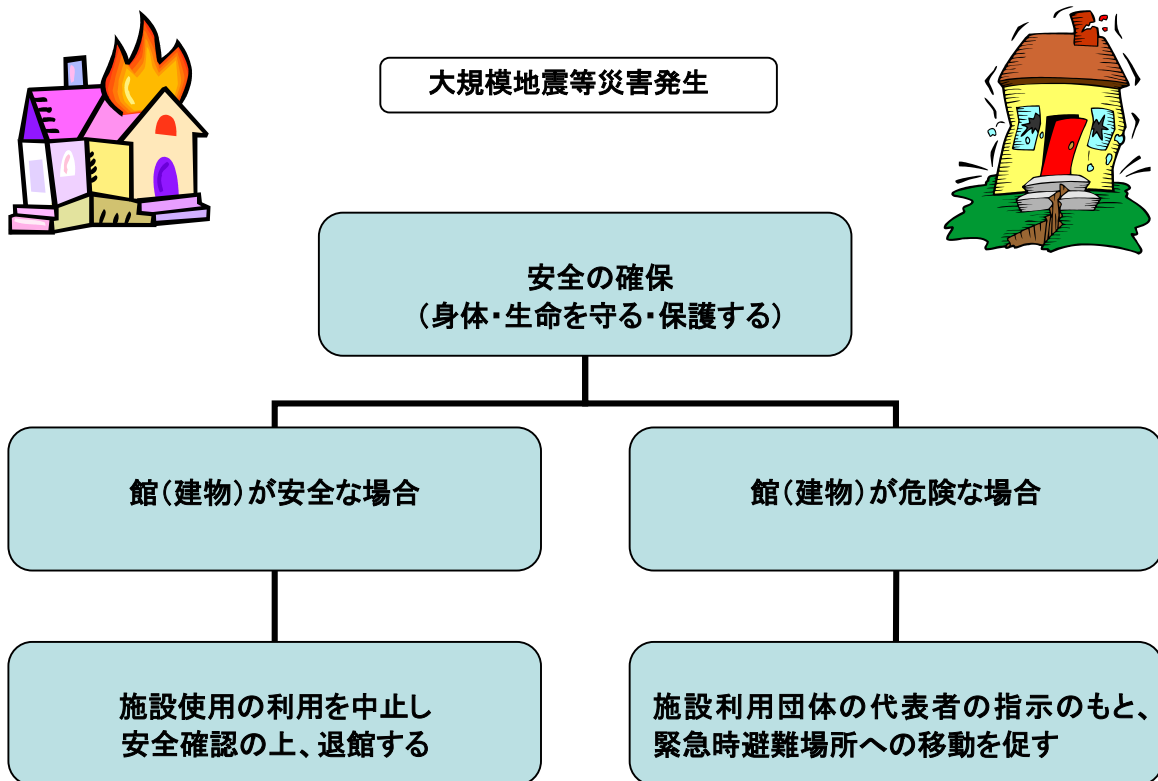 大規模地震等災害発生
安全の確保
（身体・生命を守る・保護する）
館（建物）が安全な場合
館（建物）が危険な場合
施設使用の利用を中止し
安全確認の上、退館する
施設利用団体の代表者の指示のもと、
緊急時避難場所への移動を促す